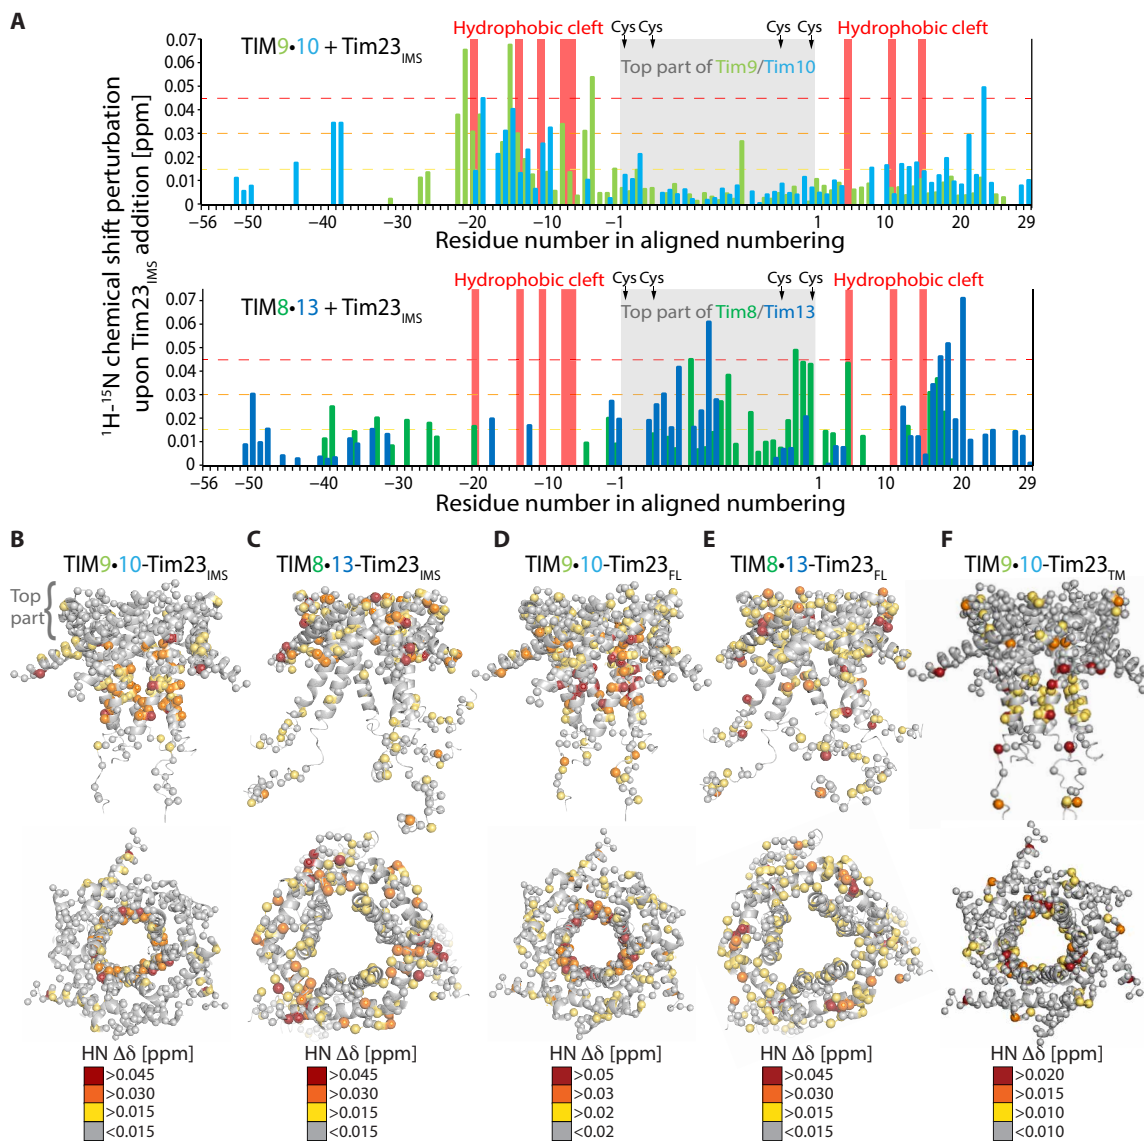 A
TIM9•10 + Tim23IMS
Hydrophobic cleft
Cys Cys
Cys Cys
Hydrophobic cleft
Top part of Tim9/Tim10
0.07
0.06
0.05
0.04
0.03
0.02
0.01
0
−56 −50 −40 −30 −20 −10 −1 1 10 20 29
Residue number in aligned numbering
¹H-¹⁵N chemical shift perturbation
upon Tim23IMS addition [ppm]
TIM8•13 + Tim23IMS
Hydrophobic cleft
Cys Cys
Cys Cys
Hydrophobic cleft
Top part of Tim8/Tim13
0.07
0.06
0.05
0.04
0.03
0.02
0.01
0
−56 −50 −40 −30 −20 −10 −1 1 10 20 29
Residue number in aligned numbering
B
TIM9•10-Tim23IMS
Top
part
HN Δδ [ppm]
>0.045
>0.030
>0.015
<0.015
C
TIM8•13-Tim23IMS
HN Δδ [ppm]
>0.045
>0.030
>0.015
<0.015
D
TIM9•10-Tim23FL
HN Δδ [ppm]
>0.05
>0.03
>0.02
<0.02
E
TIM8•13-Tim23FL
HN Δδ [ppm]
>0.045
>0.030
>0.015
<0.015
F
TIM9•10-Tim23TM
HN Δδ [ppm]
>0.020
>0.015
>0.010
<0.010